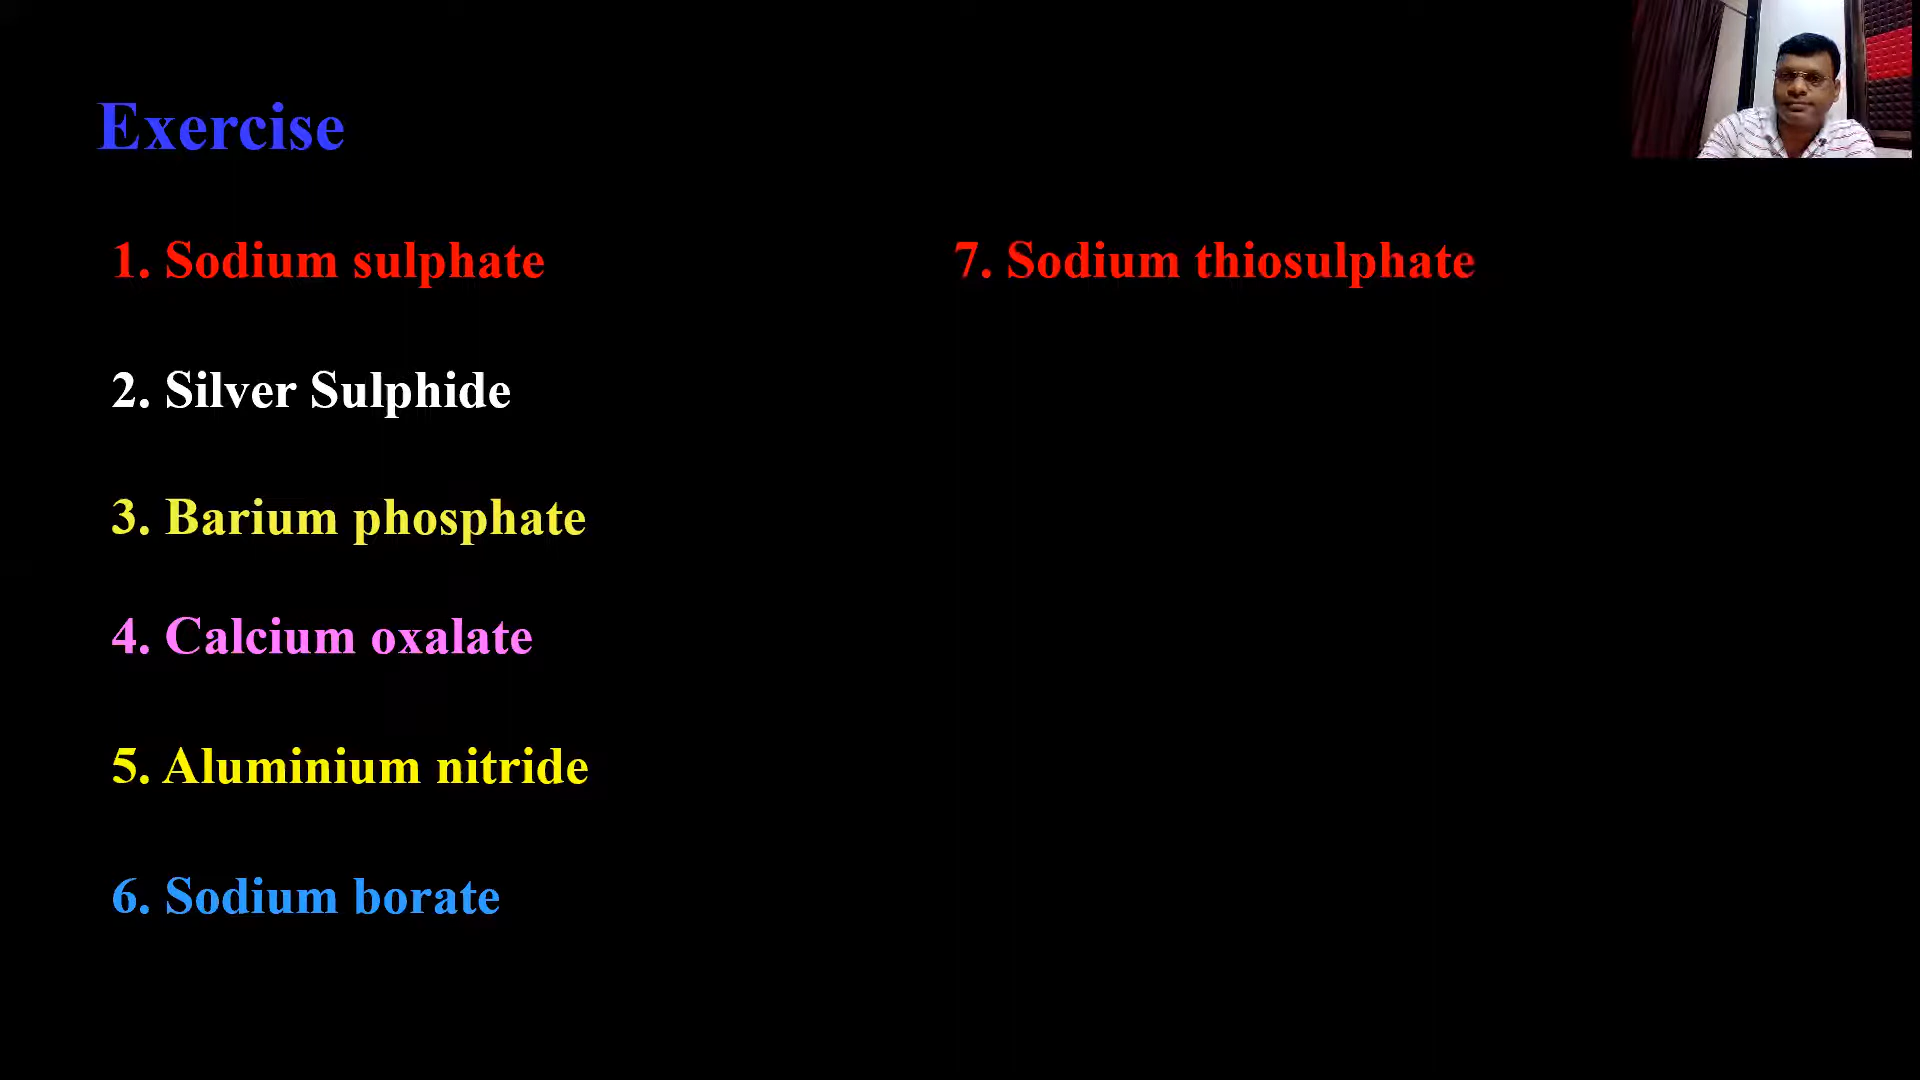 Exercise
1. Sodium sulphate
2. Silver Sulphide
3. Barium phosphate
4. Calcium oxalate
5. Aluminium nitride
6. Sodium borate
7. Sodium thiosulphate